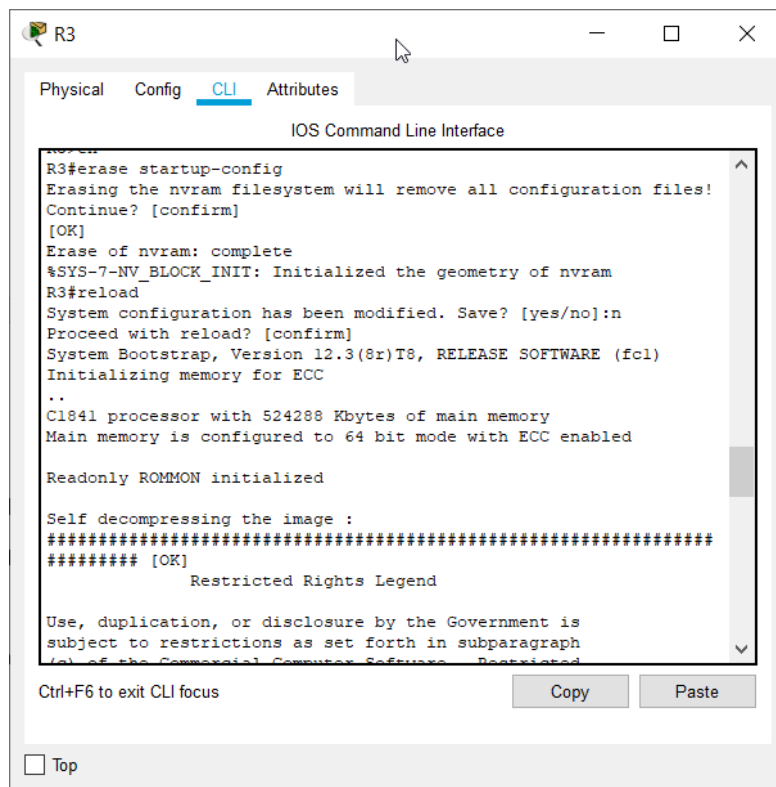 R3
Physical Config CLI Attributes
IOS Command Line Interface
R3#erase startup-config
Erasing the nvram filesystem will remove all configuration files!
Continue? [confirm]
[OK]
Erase of nvram: complete
%SYS-7-NV_BLOCK_INIT: Initialized the geometry of nvram
R3#reload
System configuration has been modified. Save? [yes/no]:n
Proceed with reload? [confirm]
System Bootstrap, Version 12.3(8r)T8, RELEASE SOFTWARE (fc1)
Initializing memory for ECC
..
C1841 processor with 524288 Kbytes of main memory
Main memory is configured to 64 bit mode with ECC enabled
Readonly ROMMON initialized
Self decompressing the image :
#################################################################
######### [OK]
Restricted Rights Legend
Use, duplication, or disclosure by the Government is
subject to restrictions as set forth in subparagraph
of the Commercial Computer Software Restricted
Ctrl+F6 to exit CLI focus
Copy Paste
Top